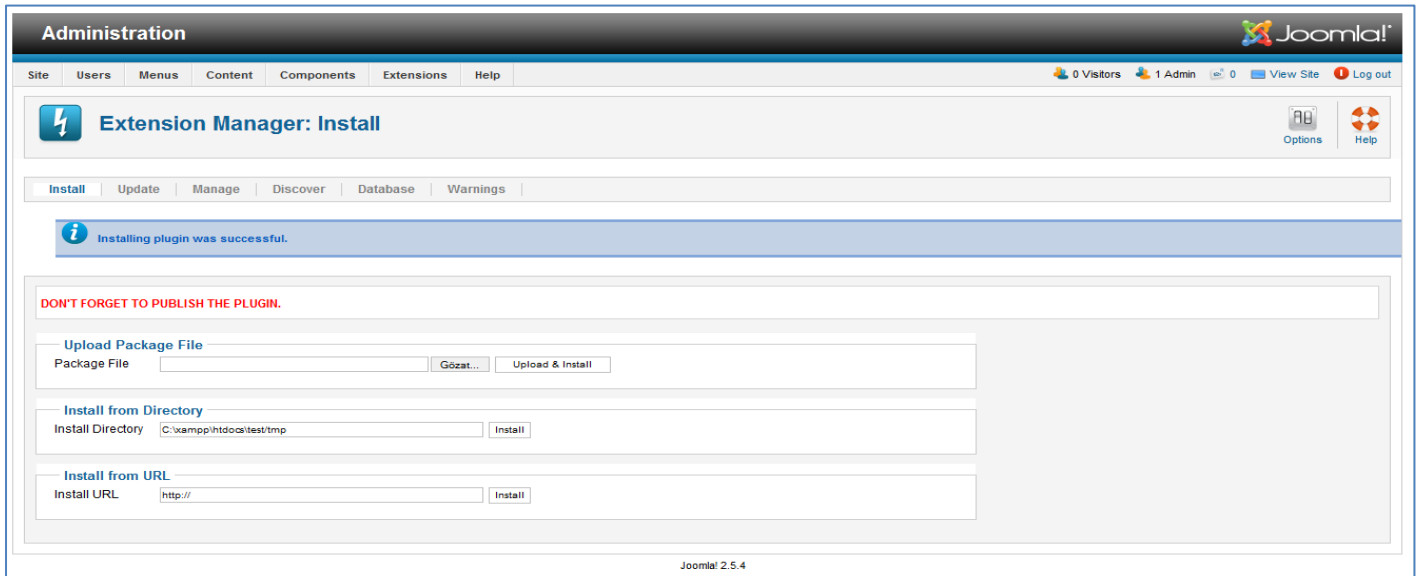 Administration
Joomla!
Site Users Menus Content Components Extensions Help
0 Visitors 1 Admin 0 View Site Log out
Extension Manager: Install
Options Help
Install Update Manage Discover Database Warnings
Installing plugin was successful.
DON'T FORGET TO PUBLISH THE PLUGIN.
Upload Package File
Package File Gözat... Upload & Install
Install from Directory
Install Directory C:\xampp\htdocs\test/tmp Install
Install from URL
Install URL http:// Install
Joomla! 2.5.4